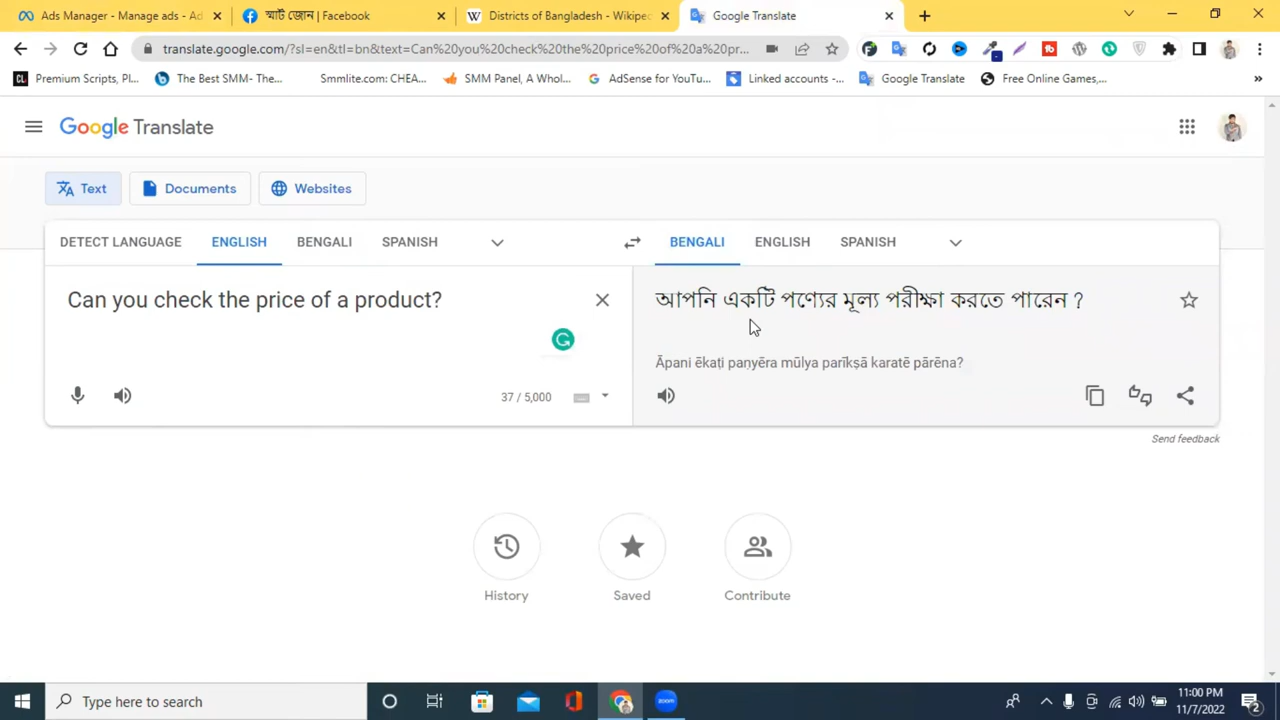 Ads Manager - Manage ads - Ad
আর্ট জোন | Facebook
Districts of Bangladesh - Wikipe
Google Translate
translate.google.com/?sl=en&tl=bn&text=Can%20you%20check%20the%20price%20of%20a%20pr...
Premium Scripts, Pl...
The Best SMM- The...
Smmlite.com: CHEA...
SMM Panel, A Whol...
AdSense for YouTu...
Linked accounts -...
Google Translate
Free Online Games,...
»
Google Translate
Text
Documents
Websites
DETECT LANGUAGE
ENGLISH
BENGALI
SPANISH
BENGALI
ENGLISH
SPANISH
Can you check the price of a product?
আপনি একটি পণ্যের মূল্য পরীক্ষা করতে পারেন ?
Āpani ēkaṭi paṇyēra mūlya parīkṣā karatē pārēna?
37 / 5,000
Send feedback
History
Saved
Contribute
Type here to search
zoom
11:00 PM
11/7/2022
2